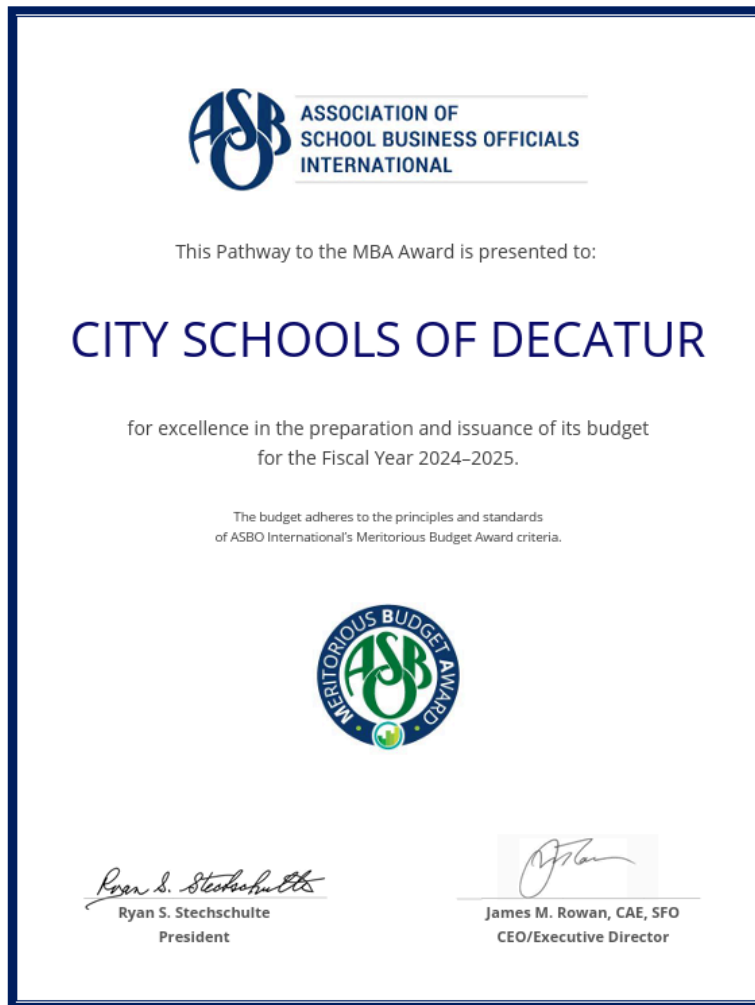 ASBO
ASSOCIATION OF
SCHOOL BUSINESS OFFICIALS
INTERNATIONAL
This Pathway to the MBA Award is presented to:
CITY SCHOOLS OF DECATUR
for excellence in the preparation and issuance of its budget
for the Fiscal Year 2024–2025.
The budget adheres to the principles and standards
of ASBO International's Meritorious Budget Award criteria.
MERITORIOUS BUDGET AWARD
ASBO
Ryan S. Stechschulte
Ryan S. Stechschulte
President
James M. Rowan, CAE, SFO
CEO/Executive Director